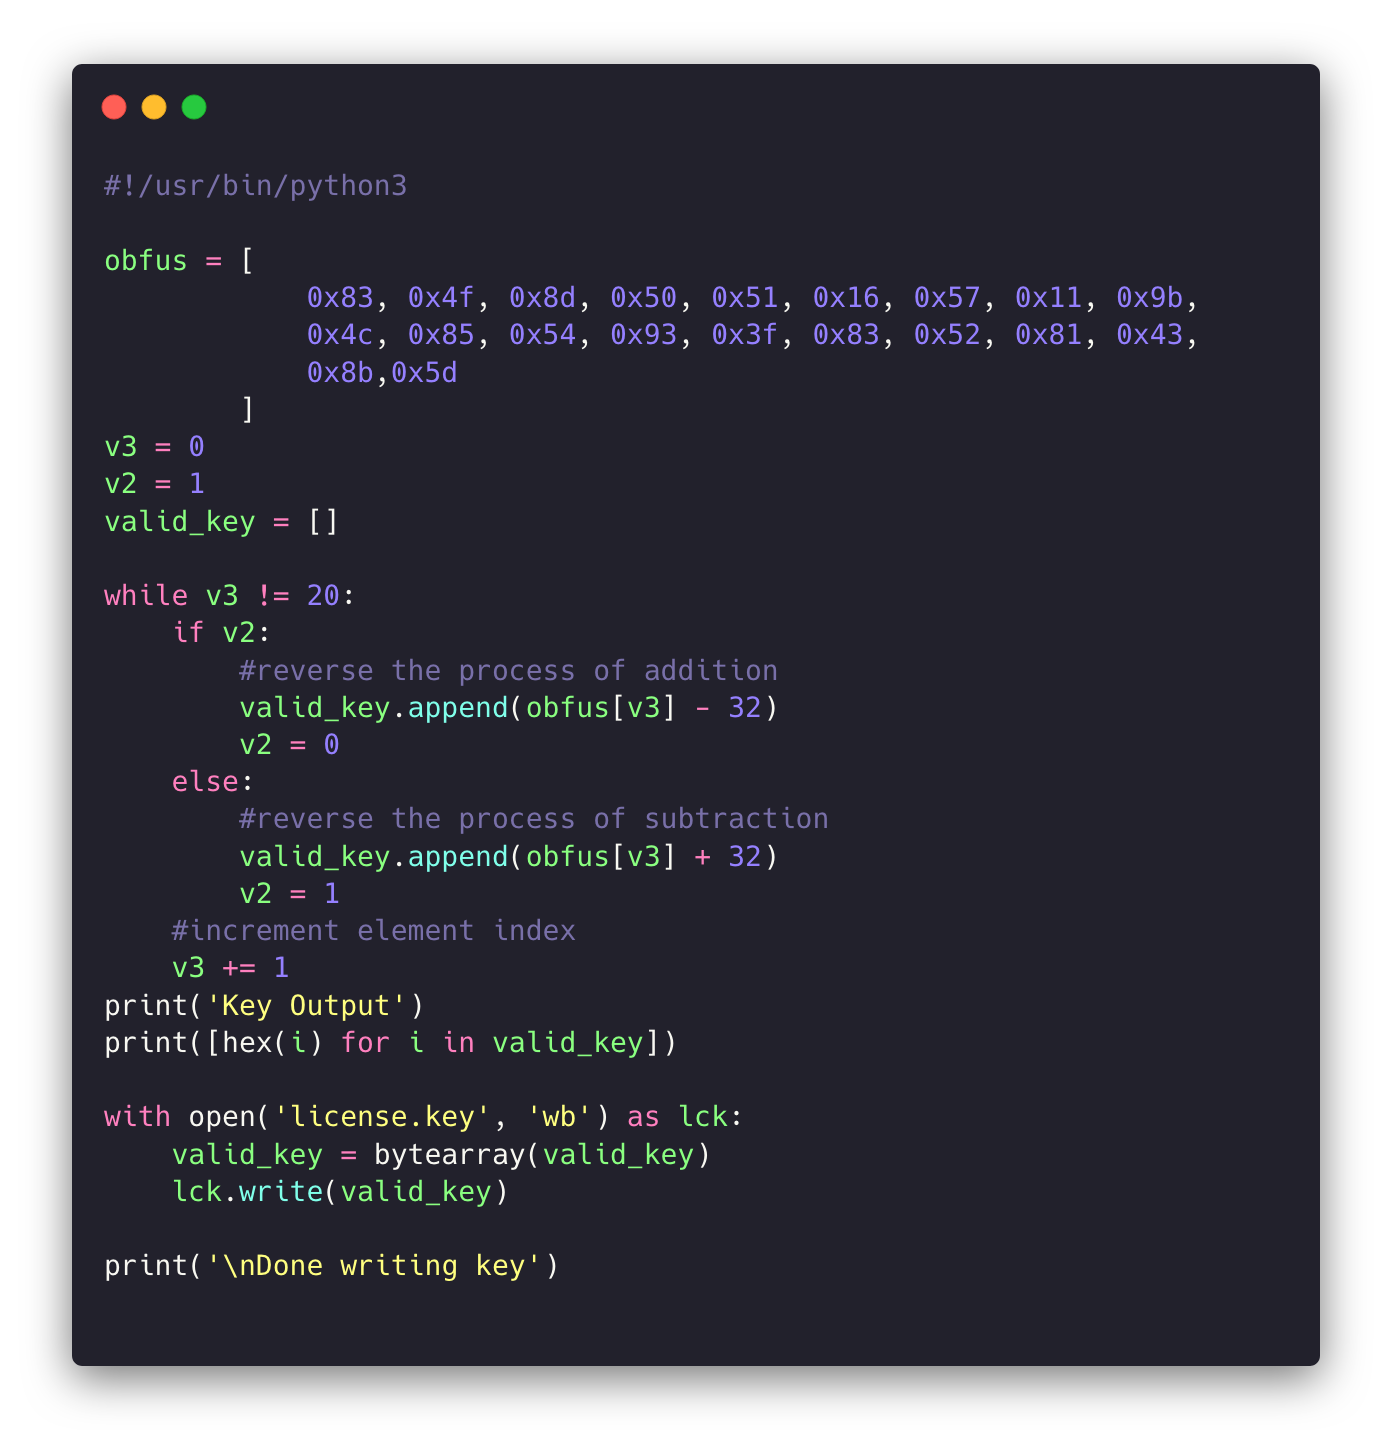 #!/usr/bin/python3

obfus = [
            0x83, 0x4f, 0x8d, 0x50, 0x51, 0x16, 0x57, 0x11, 0x9b,
            0x4c, 0x85, 0x54, 0x93, 0x3f, 0x83, 0x52, 0x81, 0x43,
            0x8b,0x5d
        ]
v3 = 0
v2 = 1
valid_key = []

while v3 != 20:
    if v2:
        #reverse the process of addition
        valid_key.append(obfus[v3] - 32)
        v2 = 0
    else:
        #reverse the process of subtraction
        valid_key.append(obfus[v3] + 32)
        v2 = 1
    #increment element index
    v3 += 1
print('Key Output')
print([hex(i) for i in valid_key])

with open('license.key', 'wb') as lck:
    valid_key = bytearray(valid_key)
    lck.write(valid_key)

print('\nDone writing key')